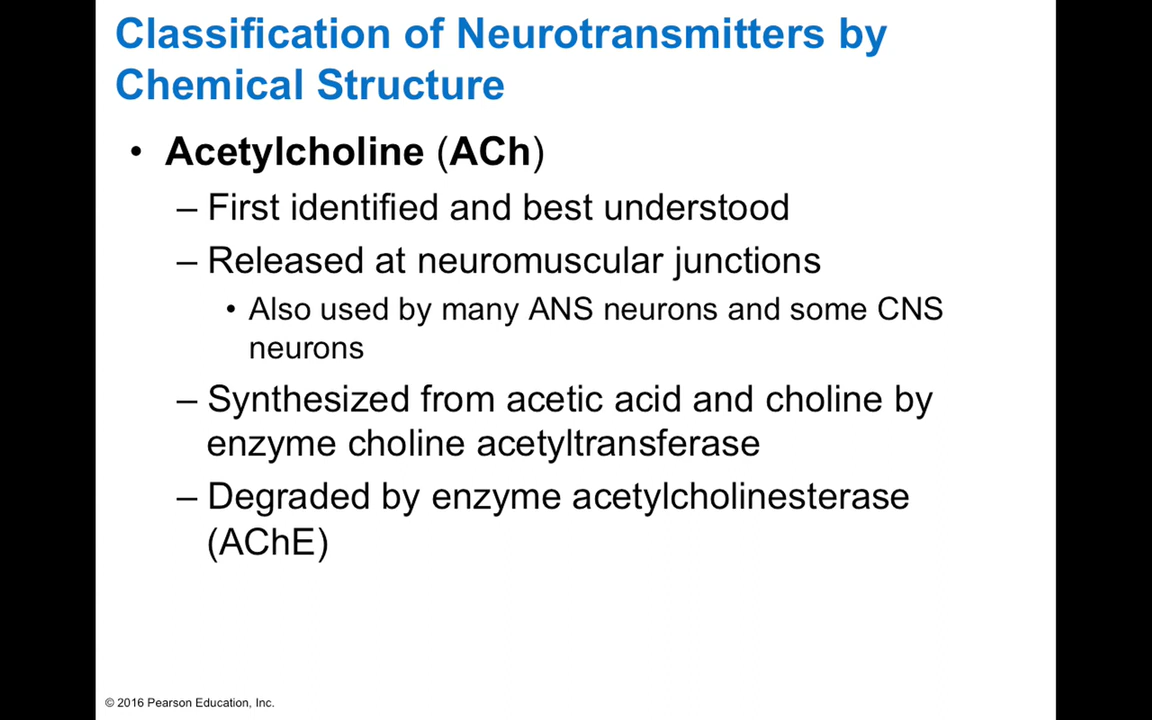 Classification of Neurotransmitters by
Chemical Structure
• Acetylcholine (ACh)
– First identified and best understood
– Released at neuromuscular junctions
• Also used by many ANS neurons and some CNS
neurons
– Synthesized from acetic acid and choline by
enzyme choline acetyltransferase
– Degraded by enzyme acetylcholinesterase
(AChE)
© 2016 Pearson Education, Inc.